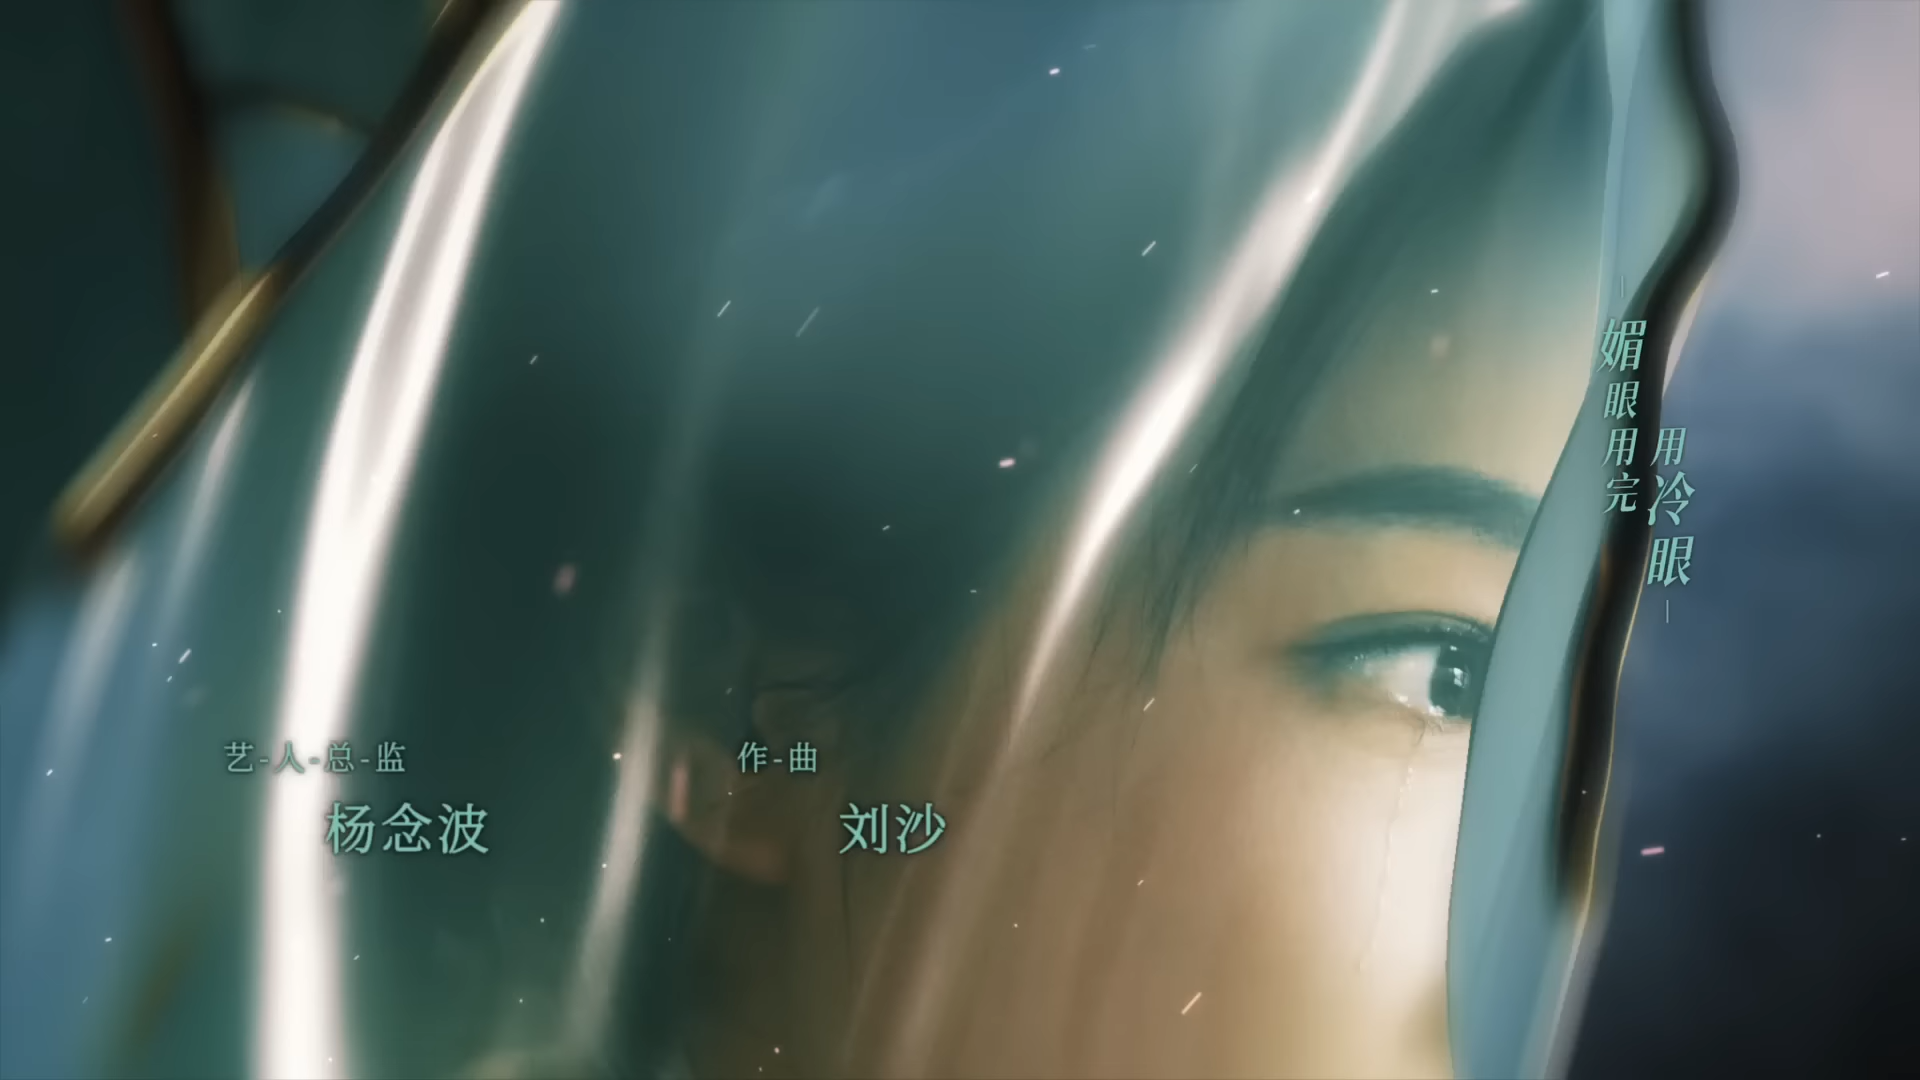 媚眼用完
用冷眼
艺-人-总-监
杨念波
作-曲
刘沙